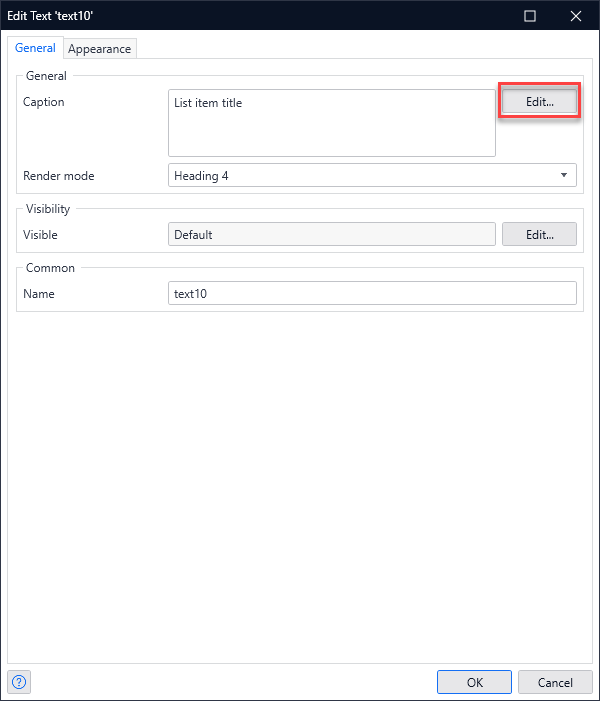 Edit Text 'text10'
General Appearance
General
Caption List item title Edit...
Render mode Heading 4
Visibility
Visible Default Edit...
Common
Name text10
? OK Cancel